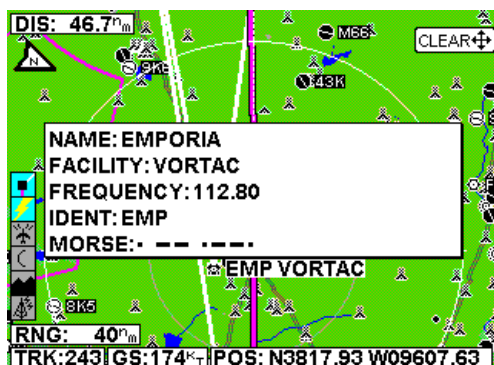 DIS: 46.7nm
M66
CLEAR
N
9K8
43K
NAME: EMPORIA
FACILITY: VORTAC
FREQUENCY: 112.80
IDENT: EMP
MORSE: · −− ·−−·
EMP VORTAC
8K5
RNG: 40nm
TRK:243 GS:174KT POS: N3817.93 W09607.63